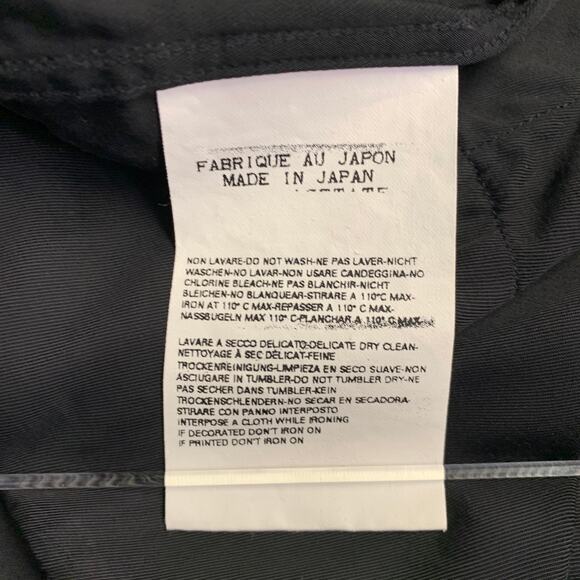 FABRIQUE AU JAPON
MADE IN JAPAN
NON LAVARE-DO NOT WASH-NE PAS LAVER-NICHT
WASCHEN-NO LAVAR-NON USARE CANDEGGINA-NO
CHLORINE BLEACH-NE PAS BLANCHIR-NICHT
BLEICHEN-NO BLANQUEAR-STIRARE A 110°C MAX-
IRON AT 110° C MAX-REPASSER A 110° C MAX-
NASSBUGELN MAX 110° C-PLANCHAR A 110° C MAX
LAVARE A SECCO DELICATO-DELICATE DRY CLEAN-
NETTOYAGE À SEC DÉLICAT-FEINE
TROCKENREINIGUNG-LIMPIEZA EN SECO SUAVE-NON
ASCIUGARE IN TUMBLER-DO NOT TUMBLER DRY-NE
PAS SECHER DANS TUMBLER-KEIN
TROCKENSCHLENDERN-NO SECAR EN SECADORA-
STIRARE CON PANNO INTERPOSTO
INTERPOSE A CLOTH WHILE IRONING
IF DECORATED DON'T IRON ON
IF PRINTED DON'T IRON ON